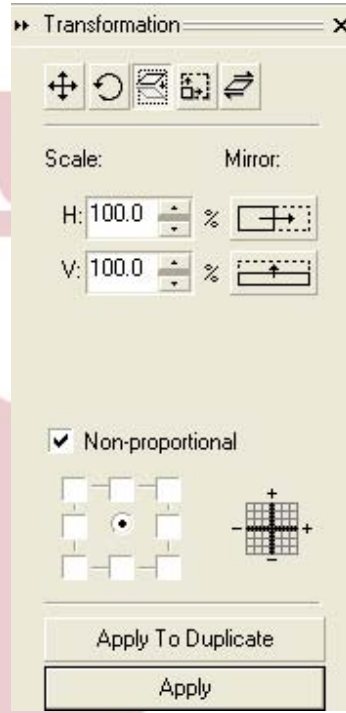 Transformation
Scale: Mirror:
H: 100.0 %
V: 100.0 %
Non-proportional
+
- +
-
Apply To Duplicate
Apply